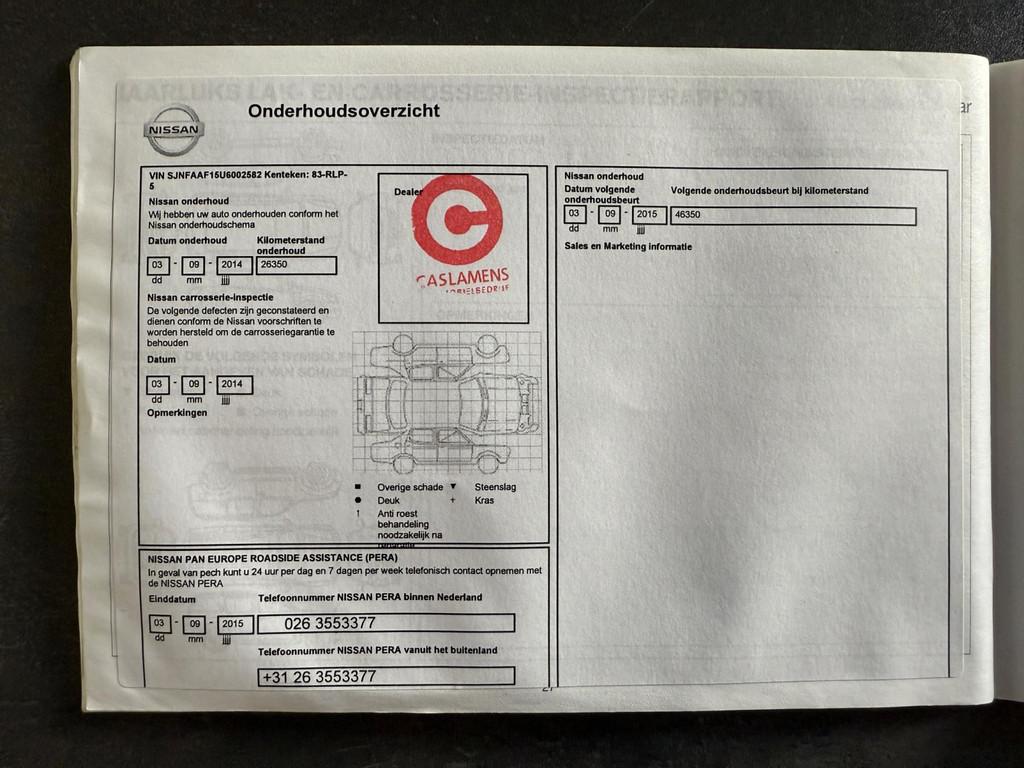 AARLIJKS LAK- EN CARROSSERIE-INSPECTIERAPPORT
ar
Onderhoudsoverzicht
NISSAN
VIN SJNFAAF15U6002582 Kenteken: 83-RLP-
5
Nissan onderhoud
Wij hebben uw auto onderhouden conform het
Nissan onderhoudschema
Datum onderhoud Kilometerstand
onderhoud
03 - 09 - 2014 26350
dd mm jjjj
Dealer
C
CASLAMENS
Nissan carrosserie-inspectie
De volgende defecten zijn geconstateerd en
dienen conform de Nissan voorschriften te
worden hersteld om de carrosseriegarantie te
behouden
Datum
03 - 09 - 2014
dd mm jjjj
Opmerkingen
Overige schade ▼ Steenslag
● Deuk + Kras
↑ Anti roest
behandeling
noodzakelijk na
NISSAN PAN EUROPE ROADSIDE ASSISTANCE (PERA)
In geval van pech kunt u 24 uur per dag en 7 dagen per week telefonisch contact opnemen met
de NISSAN PERA
Einddatum Telefoonnummer NISSAN PERA binnen Nederland
03 - 09 - 2015 026 3553377
dd mm jjjj
Telefoonnummer NISSAN PERA vanuit het buitenland
+31 26 3553377
Nissan onderhoud
Datum volgende Volgende onderhoudsbeurt bij kilometerstand
onderhoudsbeurt
03 - 09 - 2015 46350
dd mm jjjj
Sales en Marketing informatie